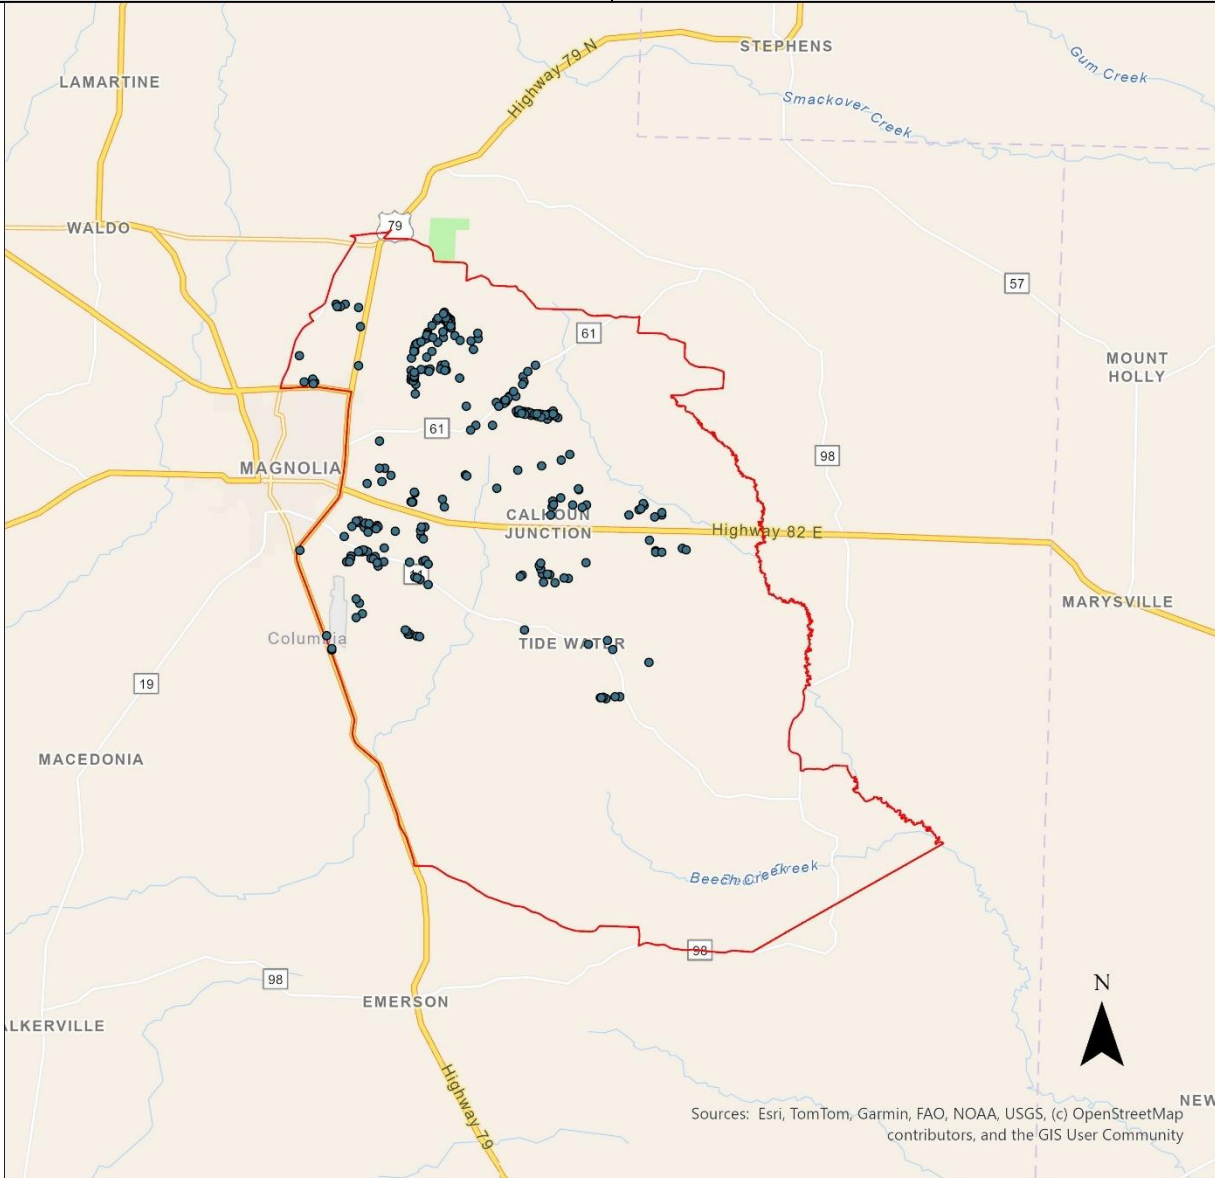 STEPHENS
Highway 79 N
Gum Creek
LAMARTINE
Smackover Creek
79
WALDO
57
61
MOUNT
HOLLY
61
98
MAGNOLIA
CALHOUN
JUNCTION
Highway 82 E
MARYSVILLE
Columbia
TIDE WATER
19
MACEDONIA
Beech Creek
98
98
EMERSON
ALKERVILLE
N
Highway 79
NEW
Sources: Esri, TomTom, Garmin, FAO, NOAA, USGS, (c) OpenStreetMap
contributors, and the GIS User Community